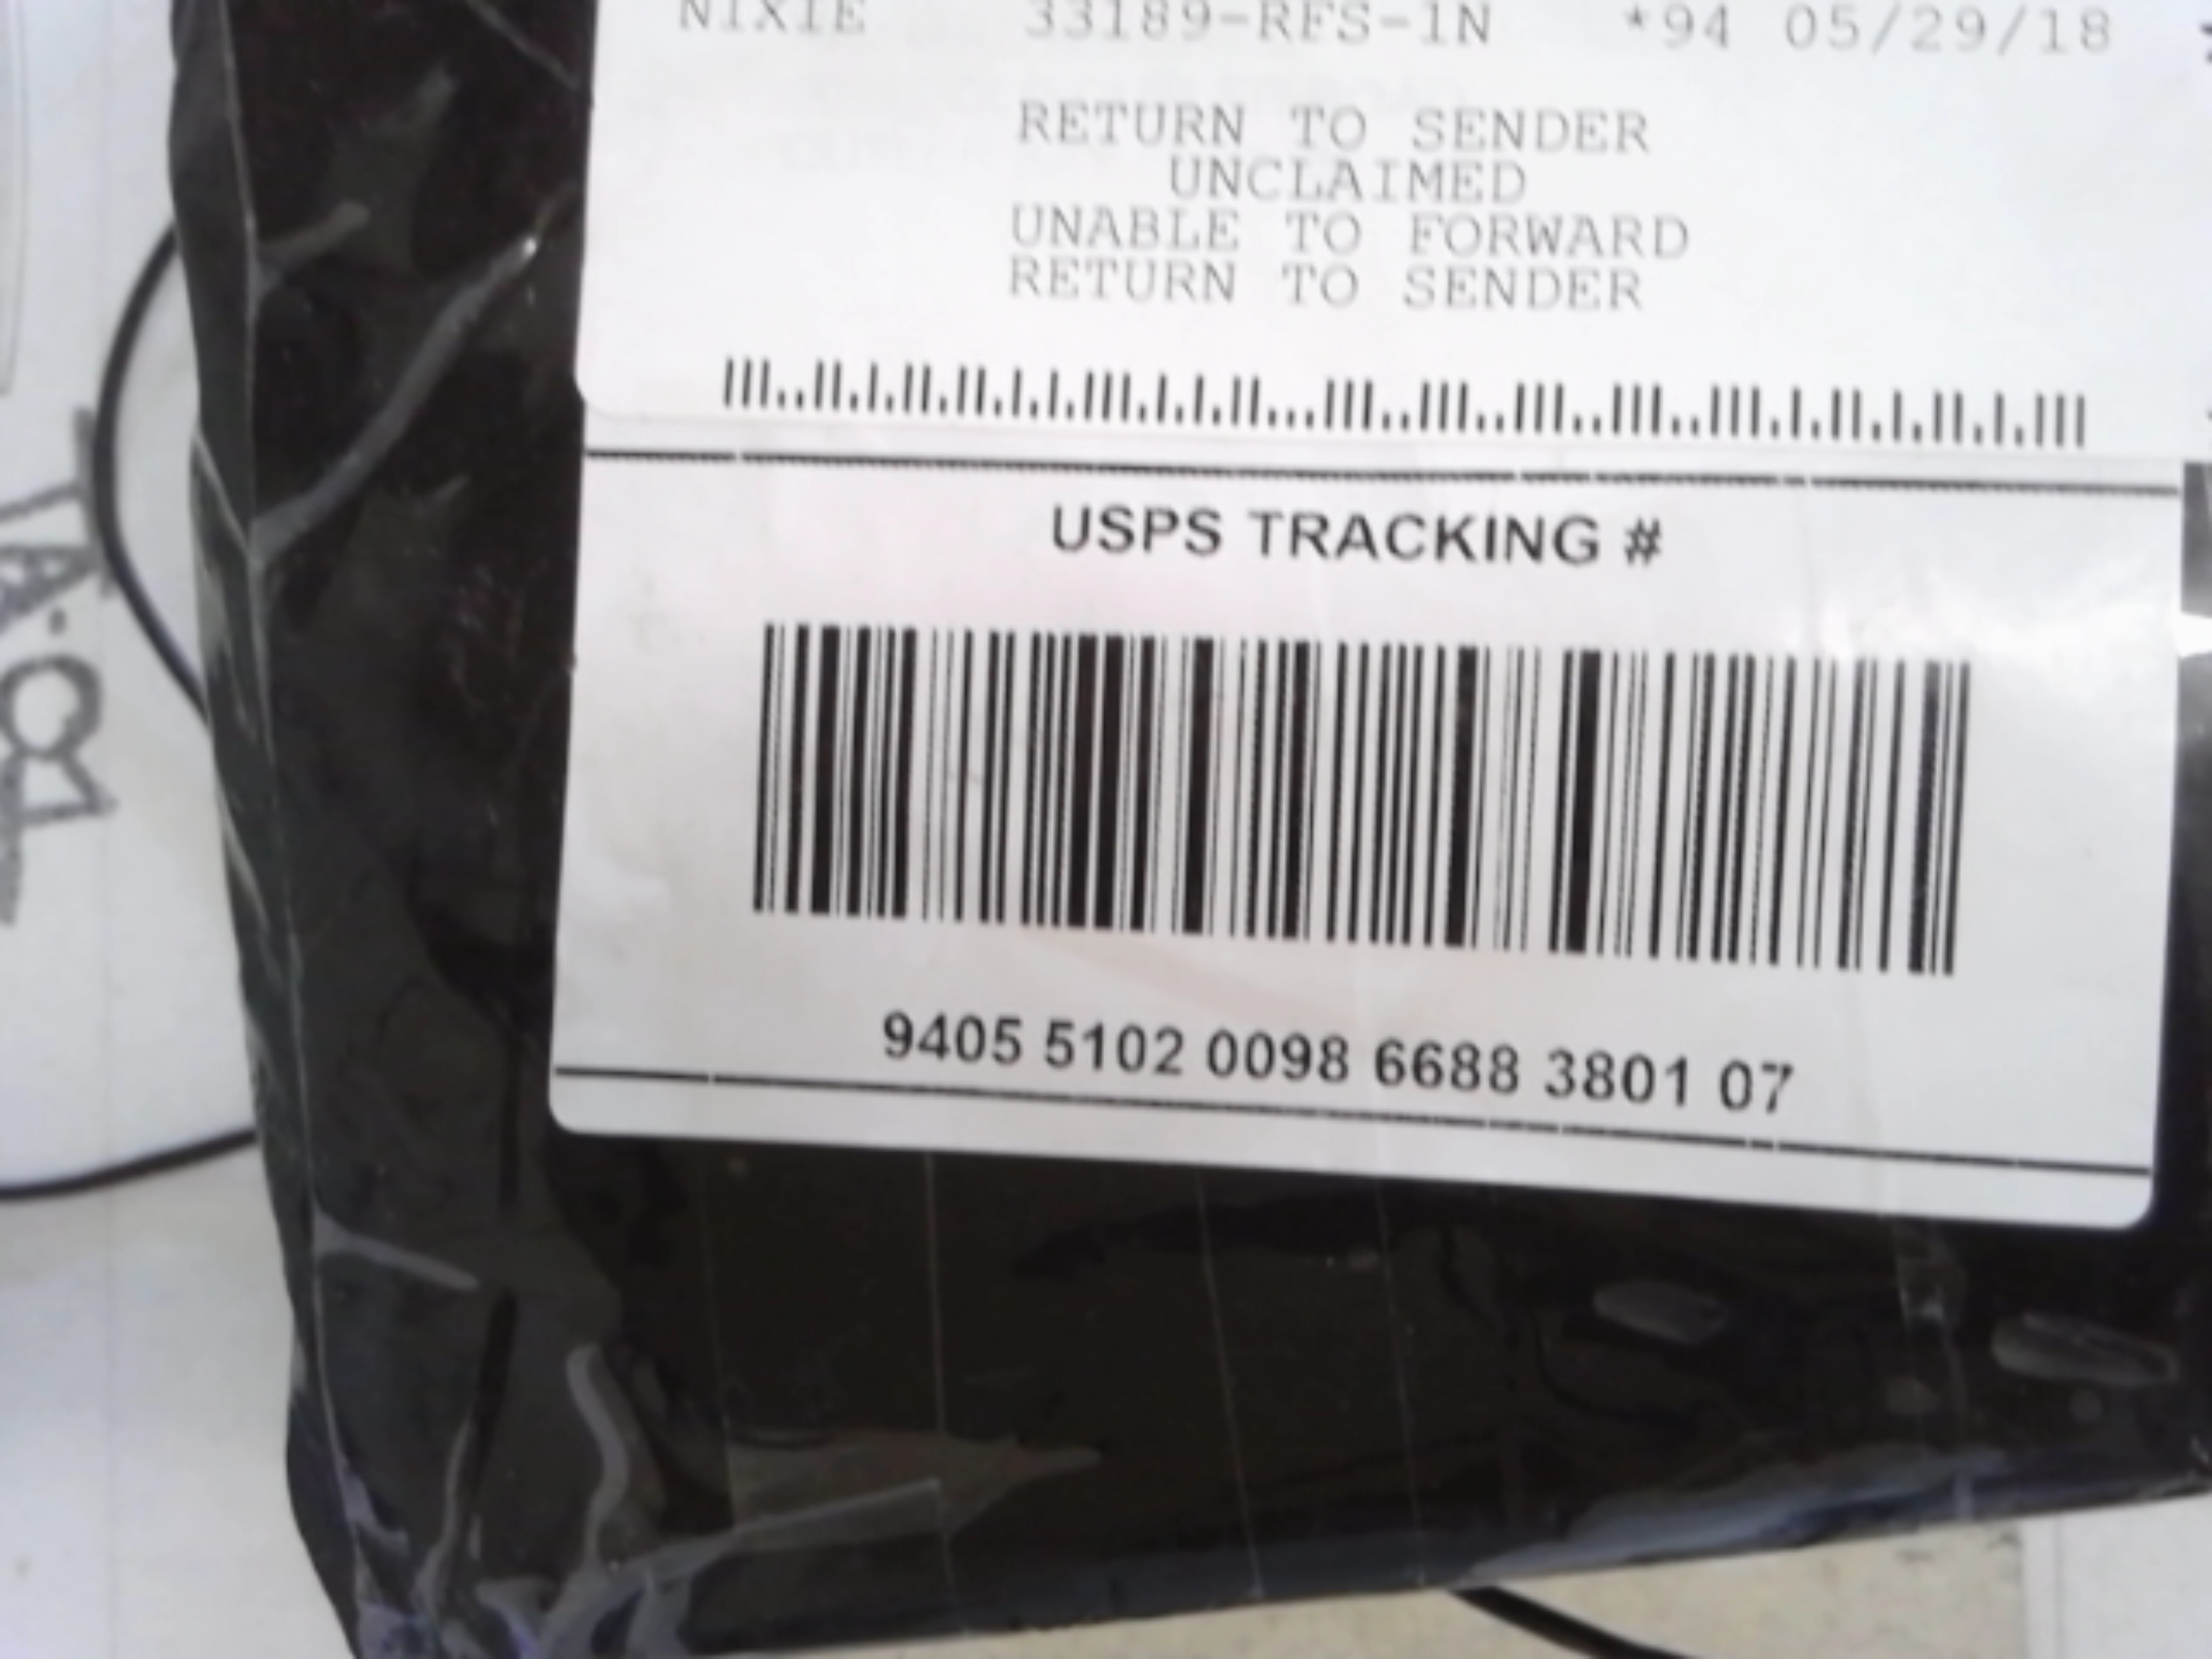 NIXIE 33189-RFS-1N *94 05/29/18
RETURN TO SENDER
UNCLAIMED
UNABLE TO FORWARD
RETURN TO SENDER
USPS TRACKING #
9405 5102 0098 6688 3801 07